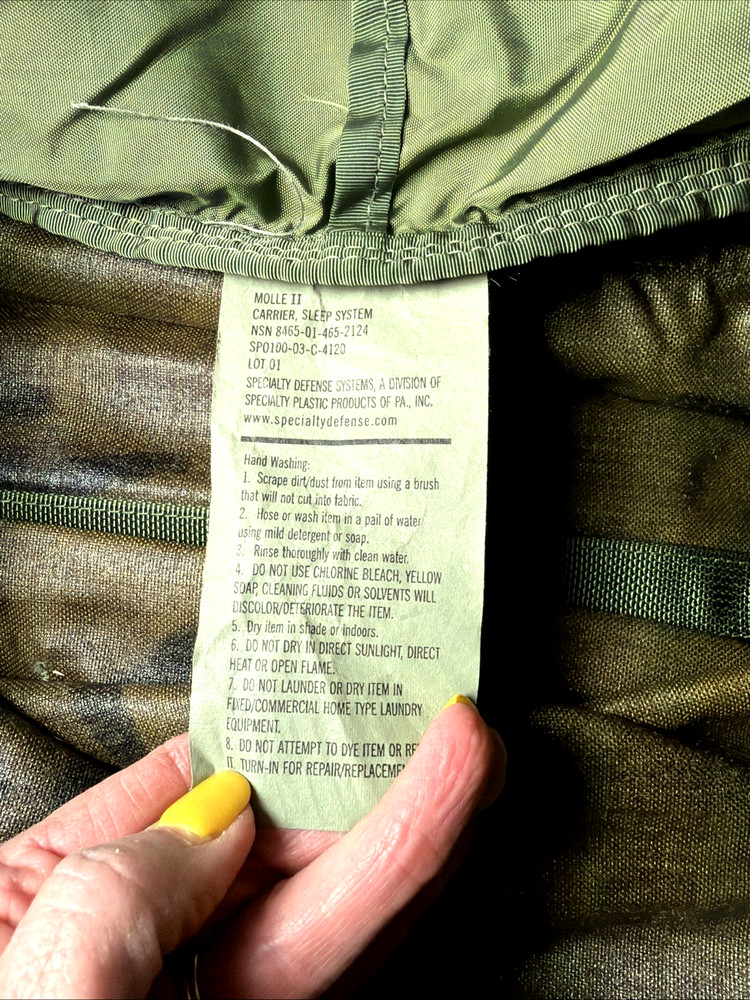 MOLLE II
CARRIER, SLEEP SYSTEM
NSN 8465-01-465-2124
SPO100-03-C-4120
LOT 01
SPECIALTY DEFENSE SYSTEMS, A DIVISION OF
SPECIALTY PLASTIC PRODUCTS OF PA., INC.
www.specialtydefense.com
Hand Washing:
1. Scrape dirt/dust from item using a brush
that will not cut into fabric.
2. Hose or wash item in a pail of water
using mild detergent or soap.
3. Rinse thoroughly with clean water.
4. DO NOT USE CHLORINE BLEACH, YELLOW
SOAP, CLEANING FLUIDS OR SOLVENTS WILL
DISCOLOR/DETERIORATE THE ITEM.
5. Dry item in shade or indoors.
6. DO NOT DRY IN DIRECT SUNLIGHT, DIRECT
HEAT OR OPEN FLAME.
7. DO NOT LAUNDER OR DRY ITEM IN
FIXED/COMMERCIAL HOME TYPE LAUNDRY
EQUIPMENT.
8. DO NOT ATTEMPT TO DYE ITEM OR
IT. TURN-IN FOR